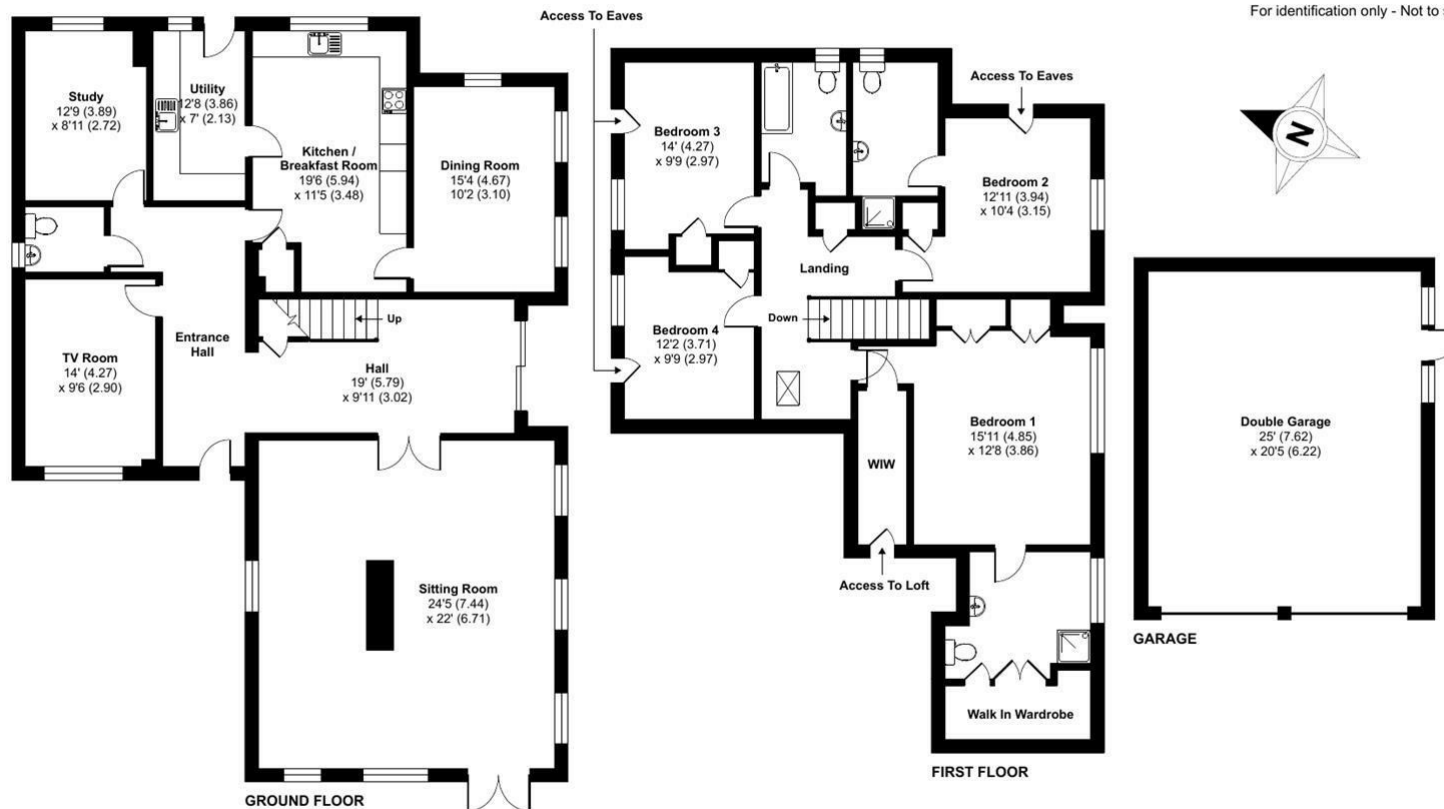 For identification only - Not to
Access To Eaves
Study
12'9 (3.89)
x 8'11 (2.72)
Utility
12'8 (3.86)
x 7' (2.13)
Kitchen /
Breakfast Room
19'6 (5.94)
x 11'5 (3.48)
Dining Room
15'4 (4.67)
10'2 (3.10)
TV Room
14' (4.27)
x 9'6 (2.90)
Entrance
Hall
Up
Hall
19' (5.79)
x 9'11 (3.02)
Sitting Room
24'5 (7.44)
x 22' (6.71)
GROUND FLOOR
Access To Eaves
Bedroom 3
14' (4.27)
x 9'9 (2.97)
Bedroom 2
12'11 (3.94)
x 10'4 (3.15)
Landing
Down
Bedroom 4
12'2 (3.71)
x 9'9 (2.97)
Bedroom 1
15'11 (4.85)
x 12'8 (3.86)
WIW
Access To Loft
Walk In Wardrobe
FIRST FLOOR
N
Double Garage
25' (7.62)
x 20'5 (6.22)
GARAGE